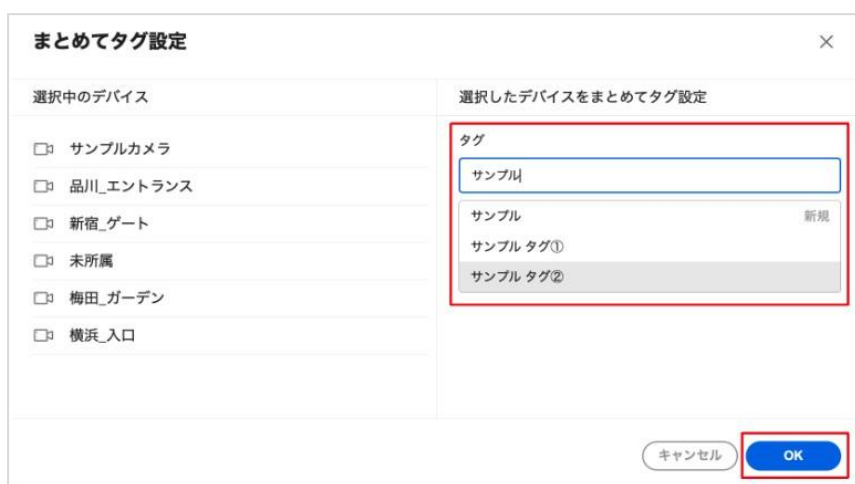 まとめてタグ設定
選択中のデバイス
サンプルカメラ
品川_エントランス
新宿_ゲート
未所属
梅田_ガーデン
横浜_入口
選択したデバイスをまとめてタグ設定
タグ
サンプル
サンプル 新規
サンプル タグ①
サンプル タグ②
キャンセル OK